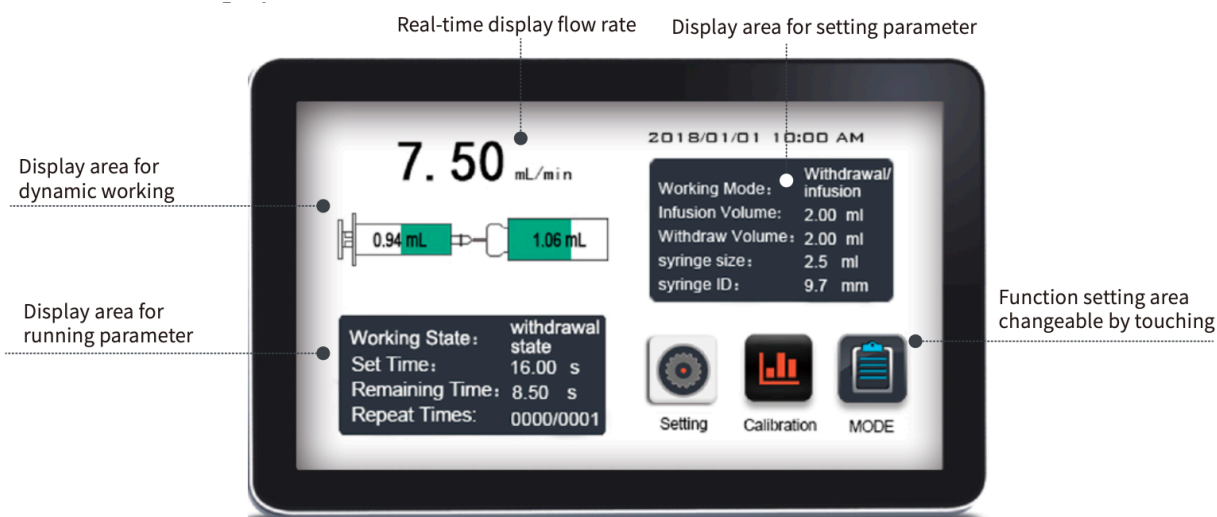 Real-time display flow rate
Display area for setting parameter
Display area for
dynamic working
Display area for
running parameter
Function setting area
changeable by touching
7.50 mL/min
2018/01/01 10:00 AM
0.94 mL
1.06 mL
Working Mode: Withdrawal/
infusion
Infusion Volume: 2.00 ml
Withdraw Volume: 2.00 ml
syringe size: 2.5 ml
syringe ID: 9.7 mm
Working State: withdrawal
state
Set Time: 16.00 s
Remaining Time: 8.50 s
Repeat Times: 0000/0001
Setting
Calibration
MODE